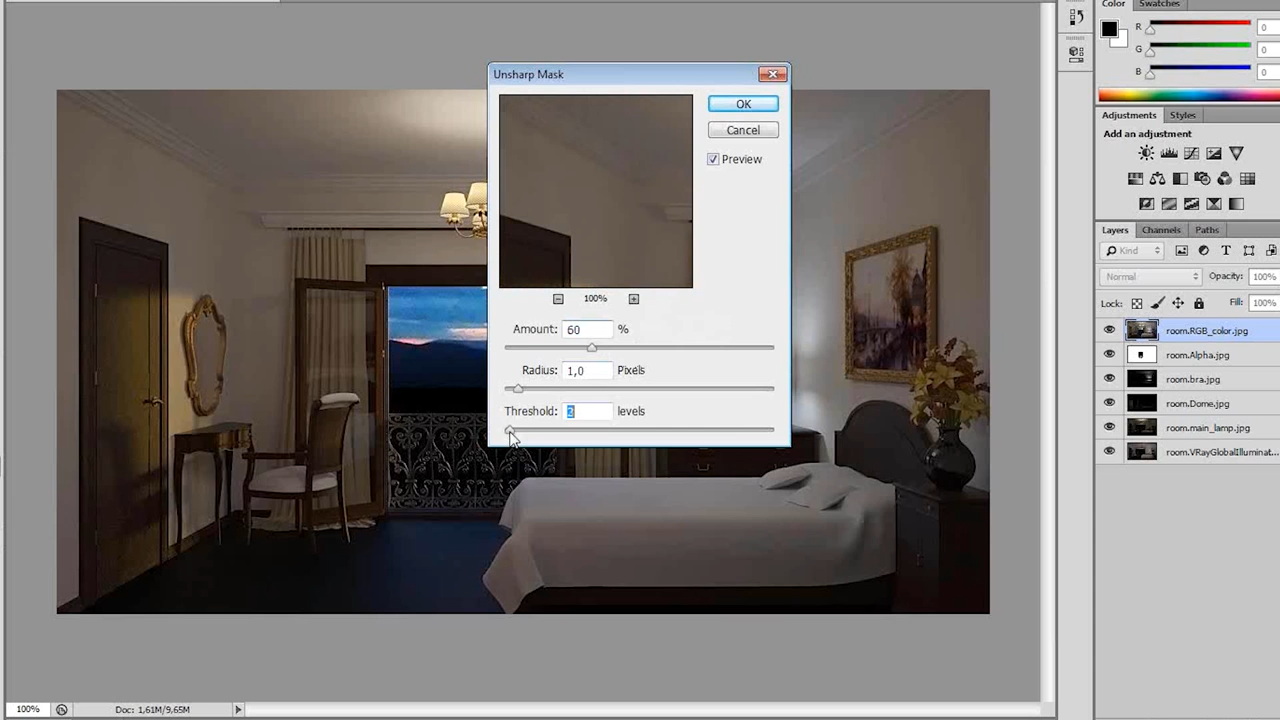 Color Swatches
R 0
G 0
B 0
Adjustments Styles
Add an adjustment
Layers Channels Paths
Kind
Normal Opacity: 100%
Lock: Fill: 100%
room.RGB_color.jpg
room.Alpha.jpg
room.bra.jpg
room.Dome.jpg
room.main_lamp.jpg
room.VRayGlobalIlluminat...
Unsharp Mask
OK
Cancel
Preview
100%
Amount: 60 %
Radius: 1,0 Pixels
Threshold: 2 levels
100% Doc: 1,61M/9,65M